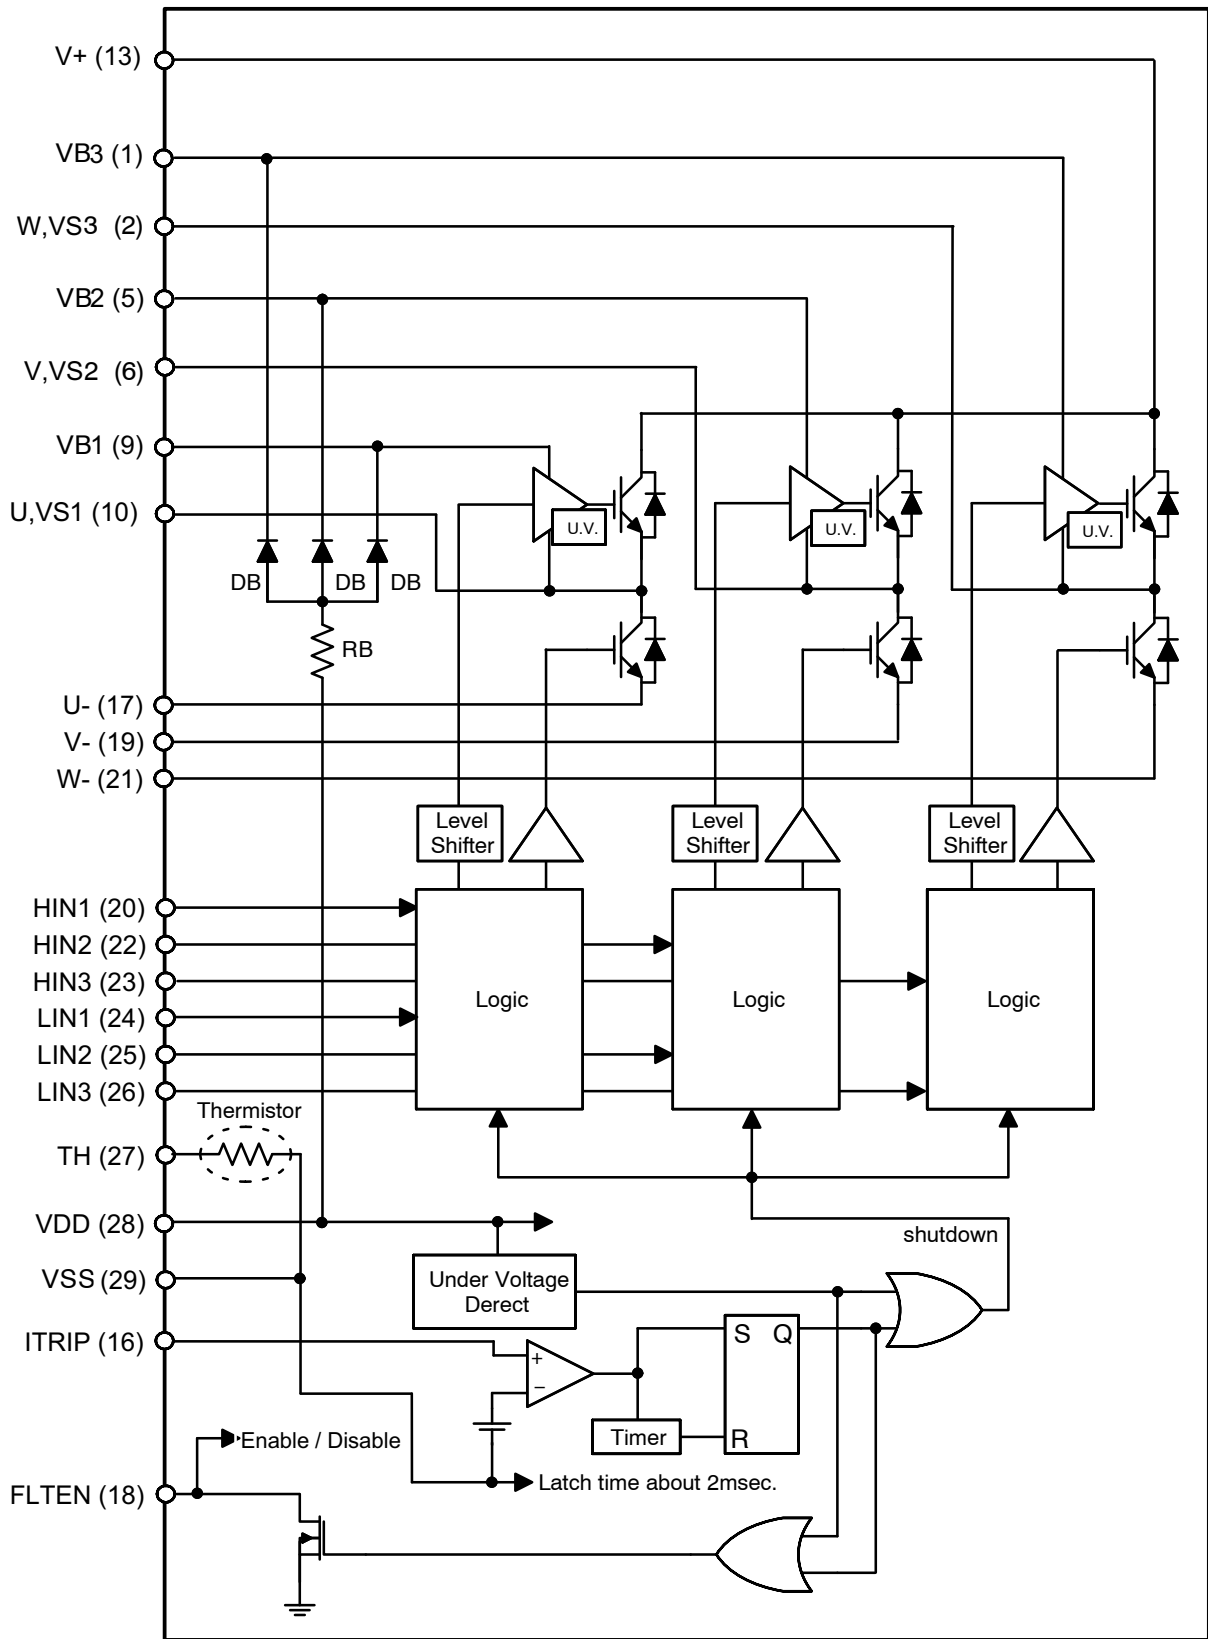 V+ (13)
VB3 (1)
W,VS3 (2)
VB2 (5)
V,VS2 (6)
VB1 (9)
U,VS1 (10)
U.V.
U.V.
U.V.
DB
DB
DB
RB
U- (17)
V- (19)
W- (21)
Level
Shifter
Level
Shifter
Level
Shifter
HIN1 (20)
HIN2 (22)
HIN3 (23)
LIN1 (24)
LIN2 (25)
LIN3 (26)
Logic
Logic
Logic
Thermistor
TH (27)
VDD (28)
VSS (29)
ITRIP (16)
shutdown
Under Voltage
Derect
+
−
S Q
R
Timer
Enable / Disable
Latch time about 2msec.
FLTEN (18)